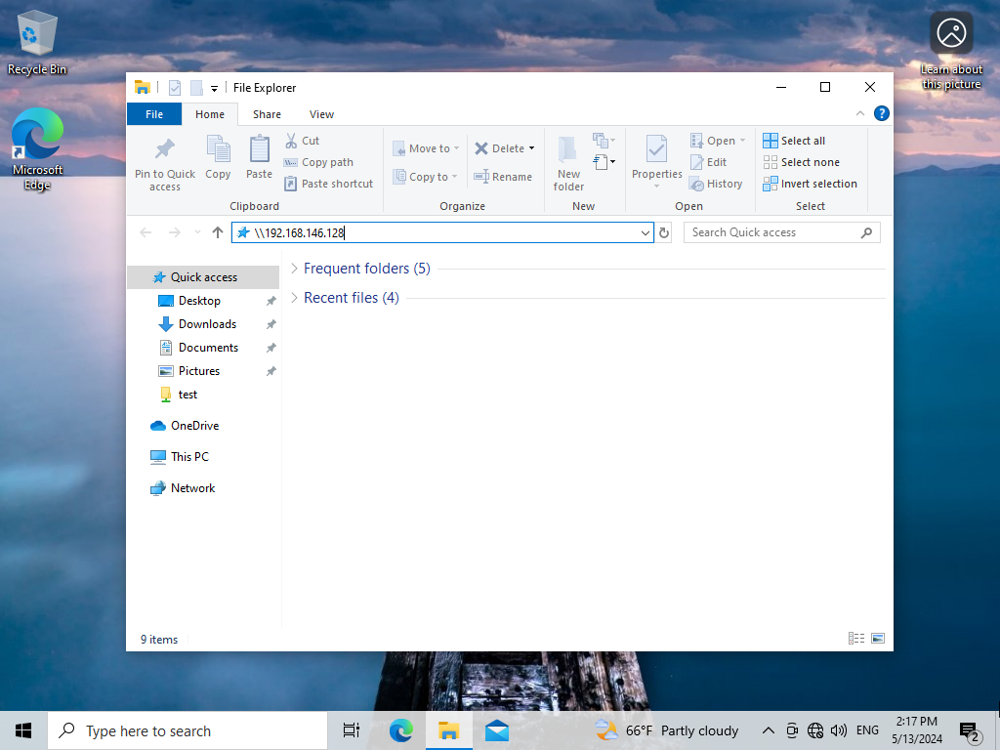 Recycle Bin
Microsoft
Edge
Learn about
this picture
File Explorer
File
Home
Share
View
Pin to Quick
access
Copy
Paste
Cut
Copy path
Paste shortcut
Clipboard
Move to
Copy to
Delete
Rename
Organize
New
folder
New
Properties
Open
Edit
History
Open
Select all
Select none
Invert selection
Select
\\192.168.146.128
Search Quick access
Quick access
Desktop
Downloads
Documents
Pictures
test
OneDrive
This PC
Network
Frequent folders (5)
Recent files (4)
9 items
Type here to search
66°F Partly cloudy
ENG
2:17 PM
5/13/2024
2